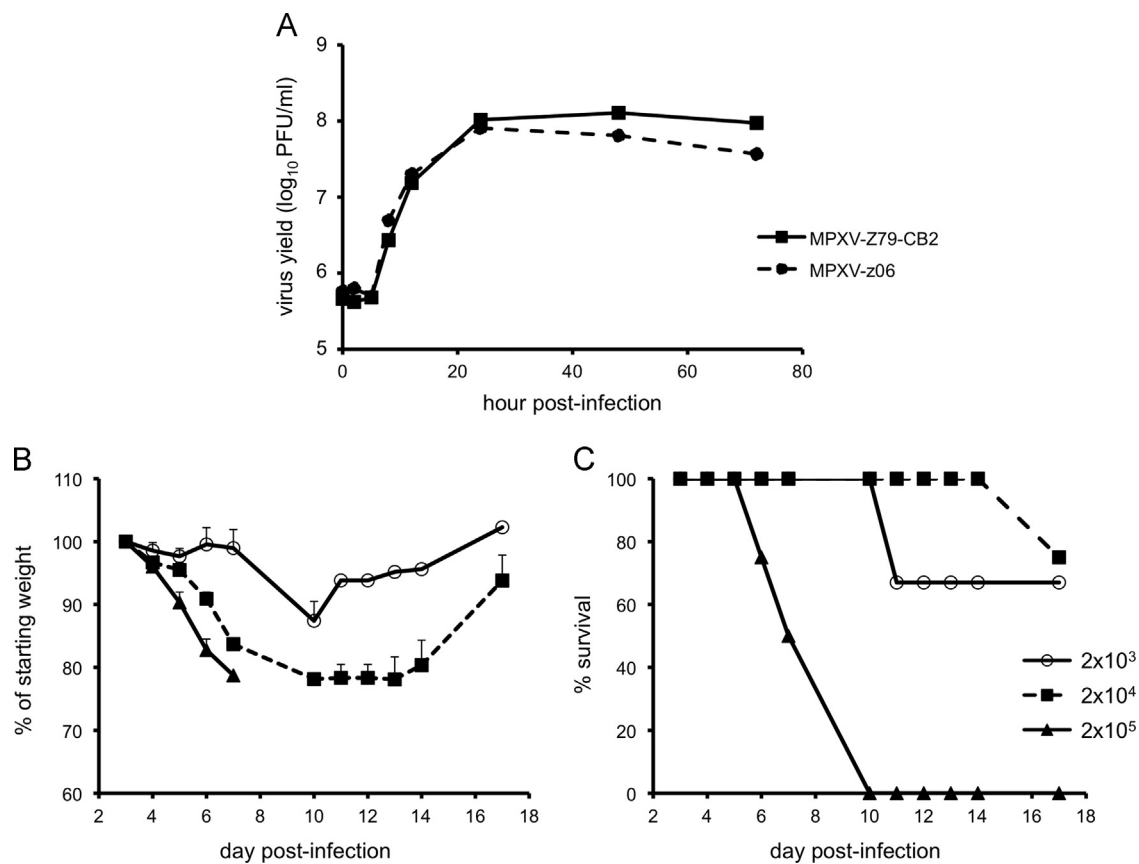 A
9
8
7
6
5
virus yield (log₁₀ PFU/ml)
0
20
40
60
80
hour post-infection
MPXV-Z79-CB2
MPXV-z06
B
110
100
90
80
70
60
% of starting weight
2
4
6
8
10
12
14
16
18
day post-infection
C
100
80
60
40
20
0
% survival
2
4
6
8
10
12
14
16
18
day post-infection
2x10³
2x10⁴
2x10⁵